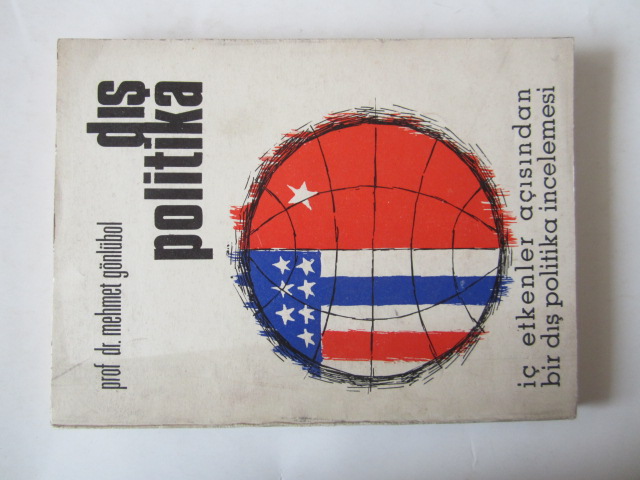 prof. dr. mehmet gönlübol
dış
politika
iç etkenler açısından
bir dış politika incelemesi